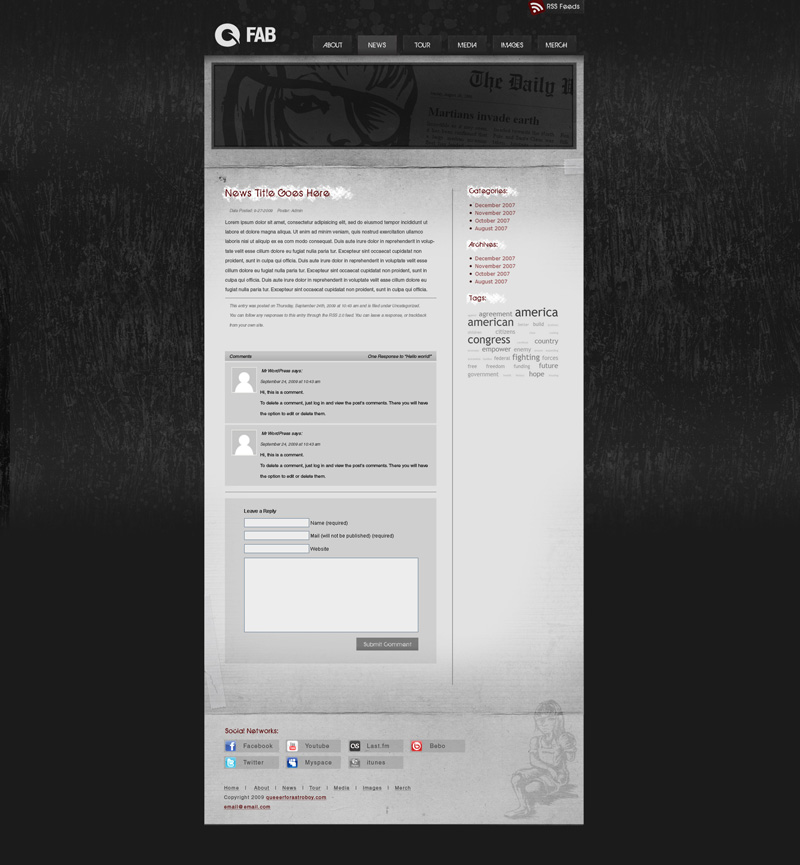 RSS Feeds
FAB
ABOUT NEWS TOUR MEDIA IMAGES MERCH
The Daily
Martians invade earth
News Title Goes Here
Date Posted: 9-27-2009 Poster: Admin
Lorem ipsum dolor sit amet, consectetur adipisicing elit, sed do eiusmod tempor incididunt ut
labore et dolore magna aliqua. Ut enim ad minim veniam, quis nostrud exercitation ullamco
laboris nisi ut aliquip ex ea com modo consequat. Duis aute irure dolor in reprehenderit in volup-
tate velit esse cillum dolore eu fugiat nulla paria tur. Excepteur sint occaecat cupidatat non
proident, sunt in culpa qui officia. Duis aute irure dolor in reprehenderit in voluptate velit esse
cillum dolore eu fugiat nulla paria tur. Excepteur sint occaecat cupidatat non proident, sunt in
culpa qui officia. Duis aute irure dolor in reprehenderit in voluptate velit esse cillum dolore eu
fugiat nulla paria tur. Excepteur sint occaecat cupidatat non proident, sunt in culpa qui officia.
This entry was posted on Thursday, September 24th, 2009 at 10:43 am and is filed under Uncategorized.
You can follow any responses to this entry through the RSS 2.0 feed. You can leave a response, or trackback
from your own site.
Comments One Response to "Hello world!"
Mr WordPress says:
September 24, 2009 at 10:43 am
Hi, this is a comment.
To delete a comment, just log in and view the post's comments. There you will have
the option to edit or delete them.
Mr WordPress says:
September 24, 2009 at 10:43 am
Hi, this is a comment.
To delete a comment, just log in and view the post's comments. There you will have
the option to edit or delete them.
Leave a Reply
Name (required)
Mail (will not be published) (required)
Website
Submit Comment
Categories:
December 2007
November 2007
October 2007
August 2007
Archives:
December 2007
November 2007
October 2007
August 2007
Tags:
agreement america
american build
citizens
congress country
empower enemy
federal fighting forces
free freedom funding future
government hope
Social Networks:
Facebook Youtube Last.fm Bebo
Twitter Myspace itunes
Home | About | News | Tour | Media | Images | Merch
Copyright 2009 queeerforastroboy.com
email@email.com